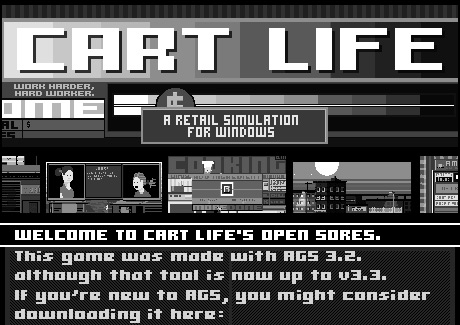 CART LIFE
WORK HARDER,
HARD WORKER.
OME
AL $
A RETAIL SIMULATION
FOR WINDOWS
WELCOME TO CART LIFE'S OPEN SORES.
This game was made with AGS 3.2.
although that tool is now up to v3.3.
If you're new to AGS, you might consider
downloading it here: